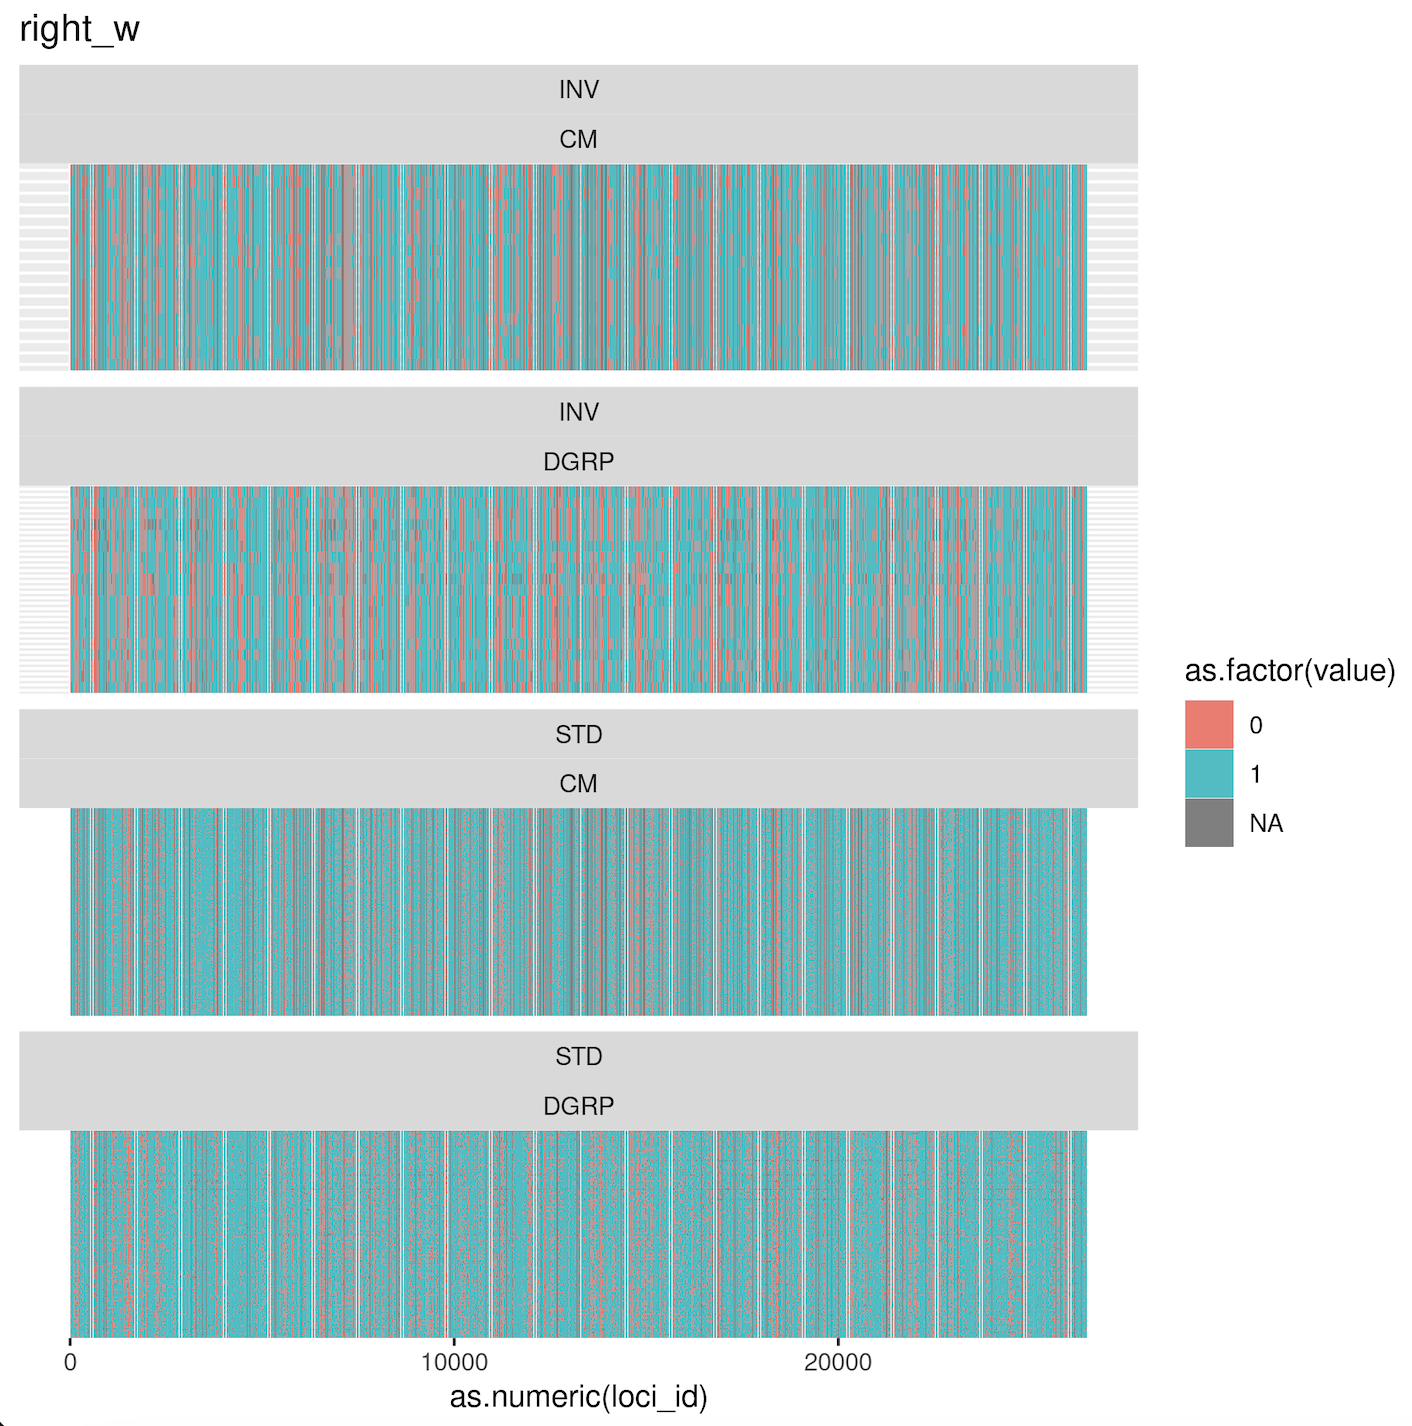 right_w
INV
CM
INV
DGRP
STD
CM
STD
DGRP
0
10000
20000
as.numeric(loci_id)
as.factor(value)
0
1
NA